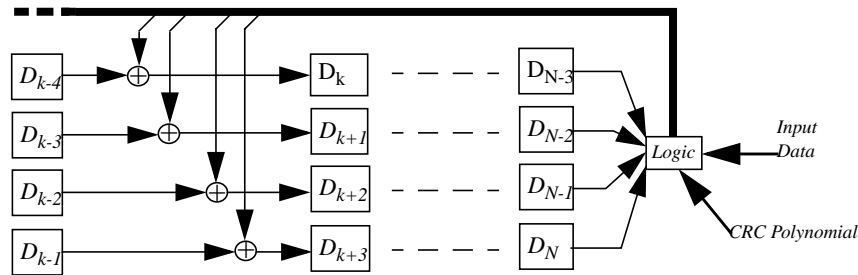 D_{k-4} D_k D_{N-3}
D_{k-3} D_{k+1} D_{N-2} Logic Input
Data
D_{k-2} D_{k+2} D_{N-1}
CRC Polynomial
D_{k-1} D_{k+3} D_N